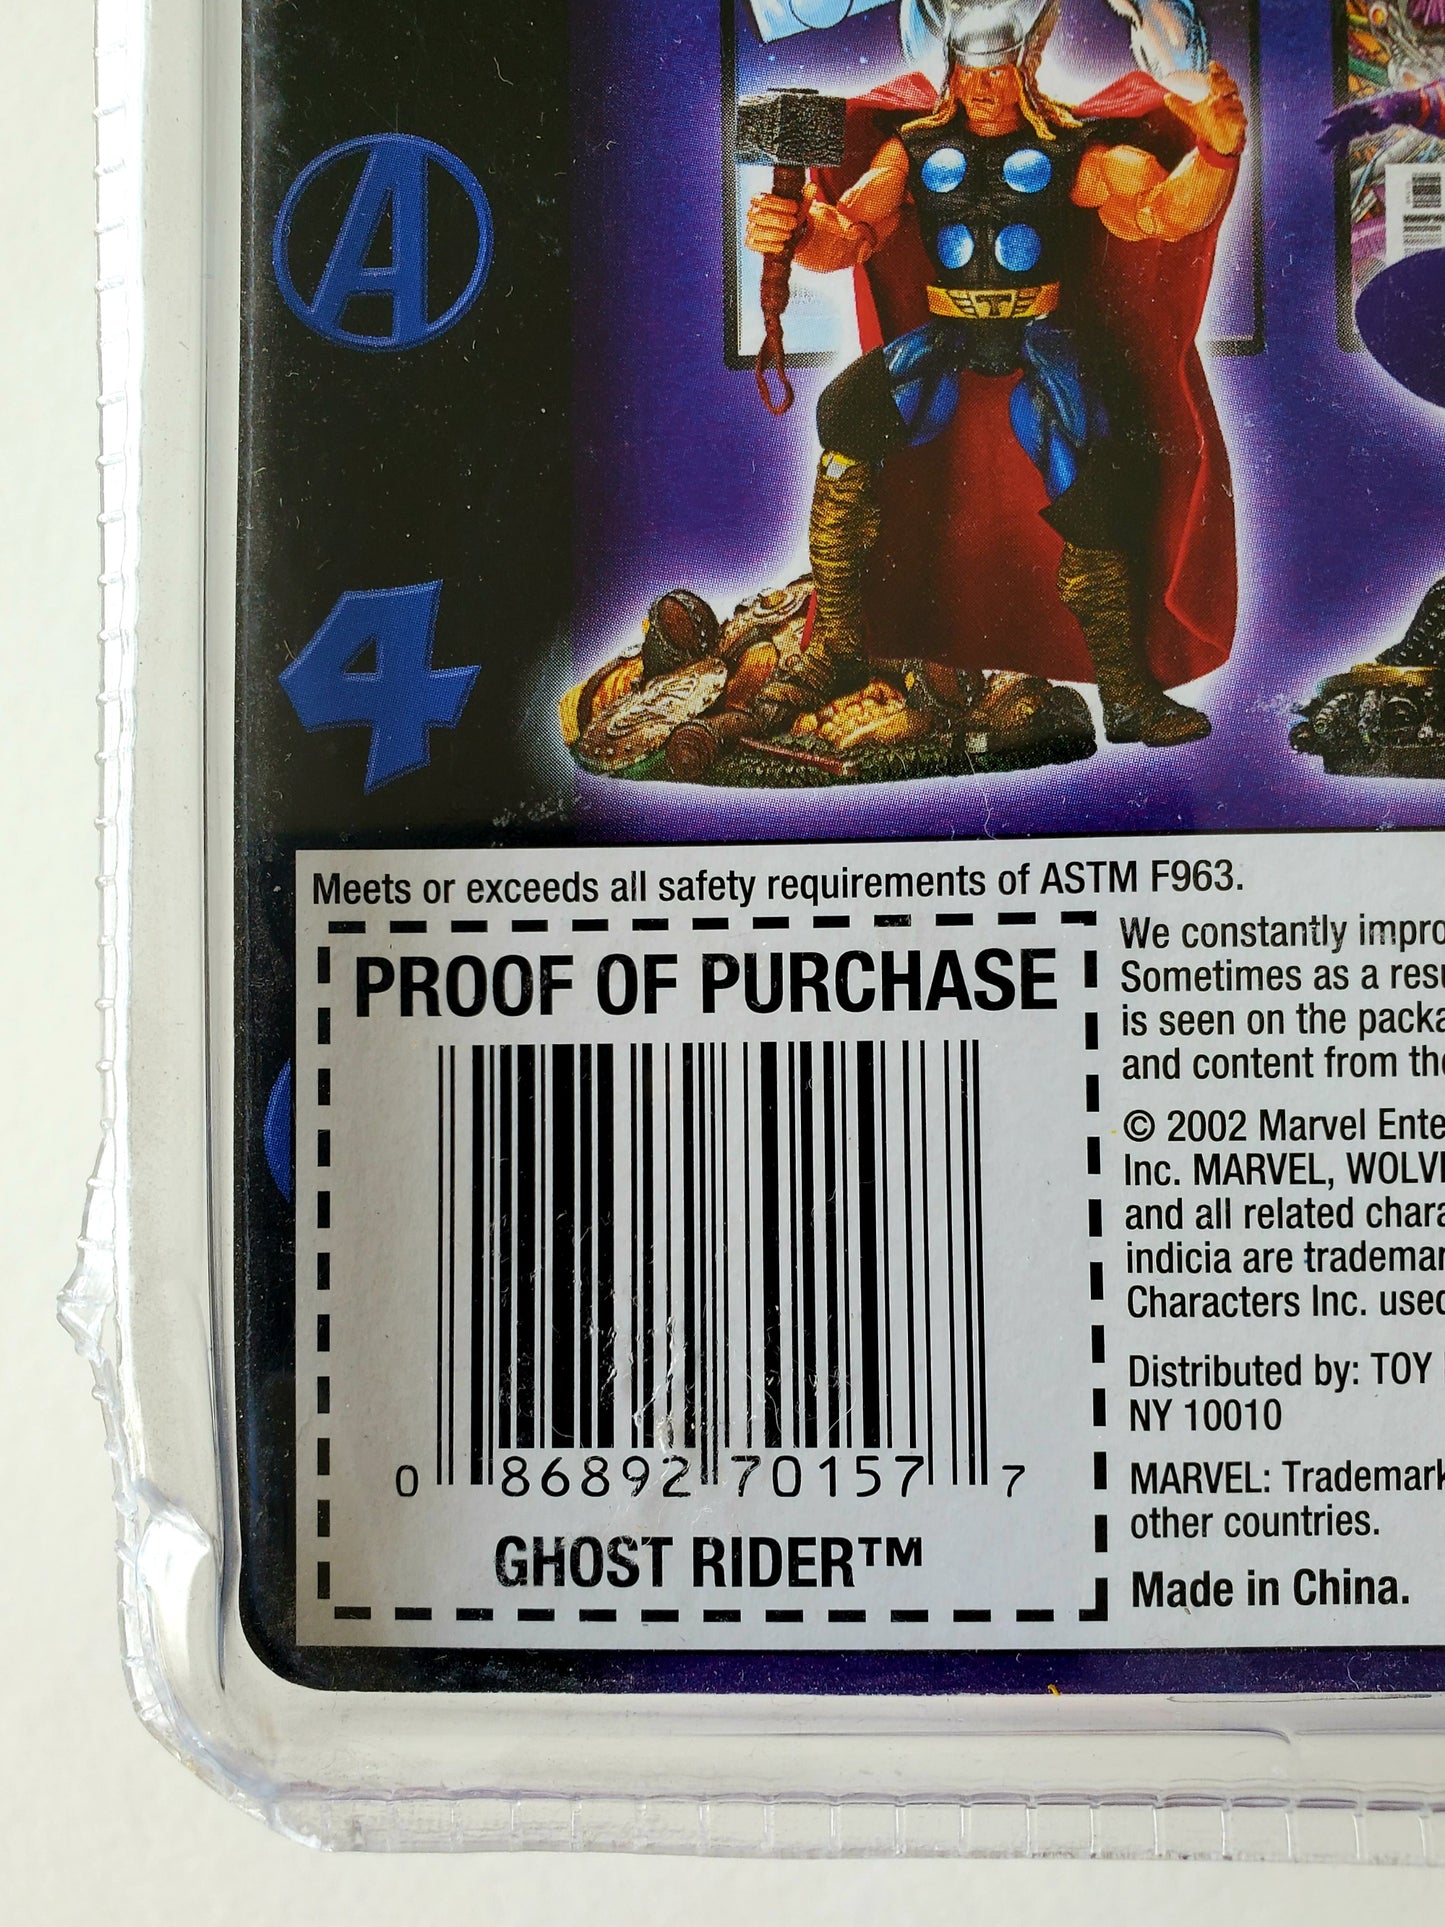 A
4
T
Meets or exceeds all safety requirements of ASTM F963.
PROOF OF PURCHASE
0 86892 70157 7
GHOST RIDER™
We constantly
Sometimes as a
is seen on the
and content from
© 2002 Marvel
Inc. MARVEL,
and all related
indicia are
Characters Inc.
Distributed by: TOY
NY 10010
MARVEL:
other countries.
Made in China.